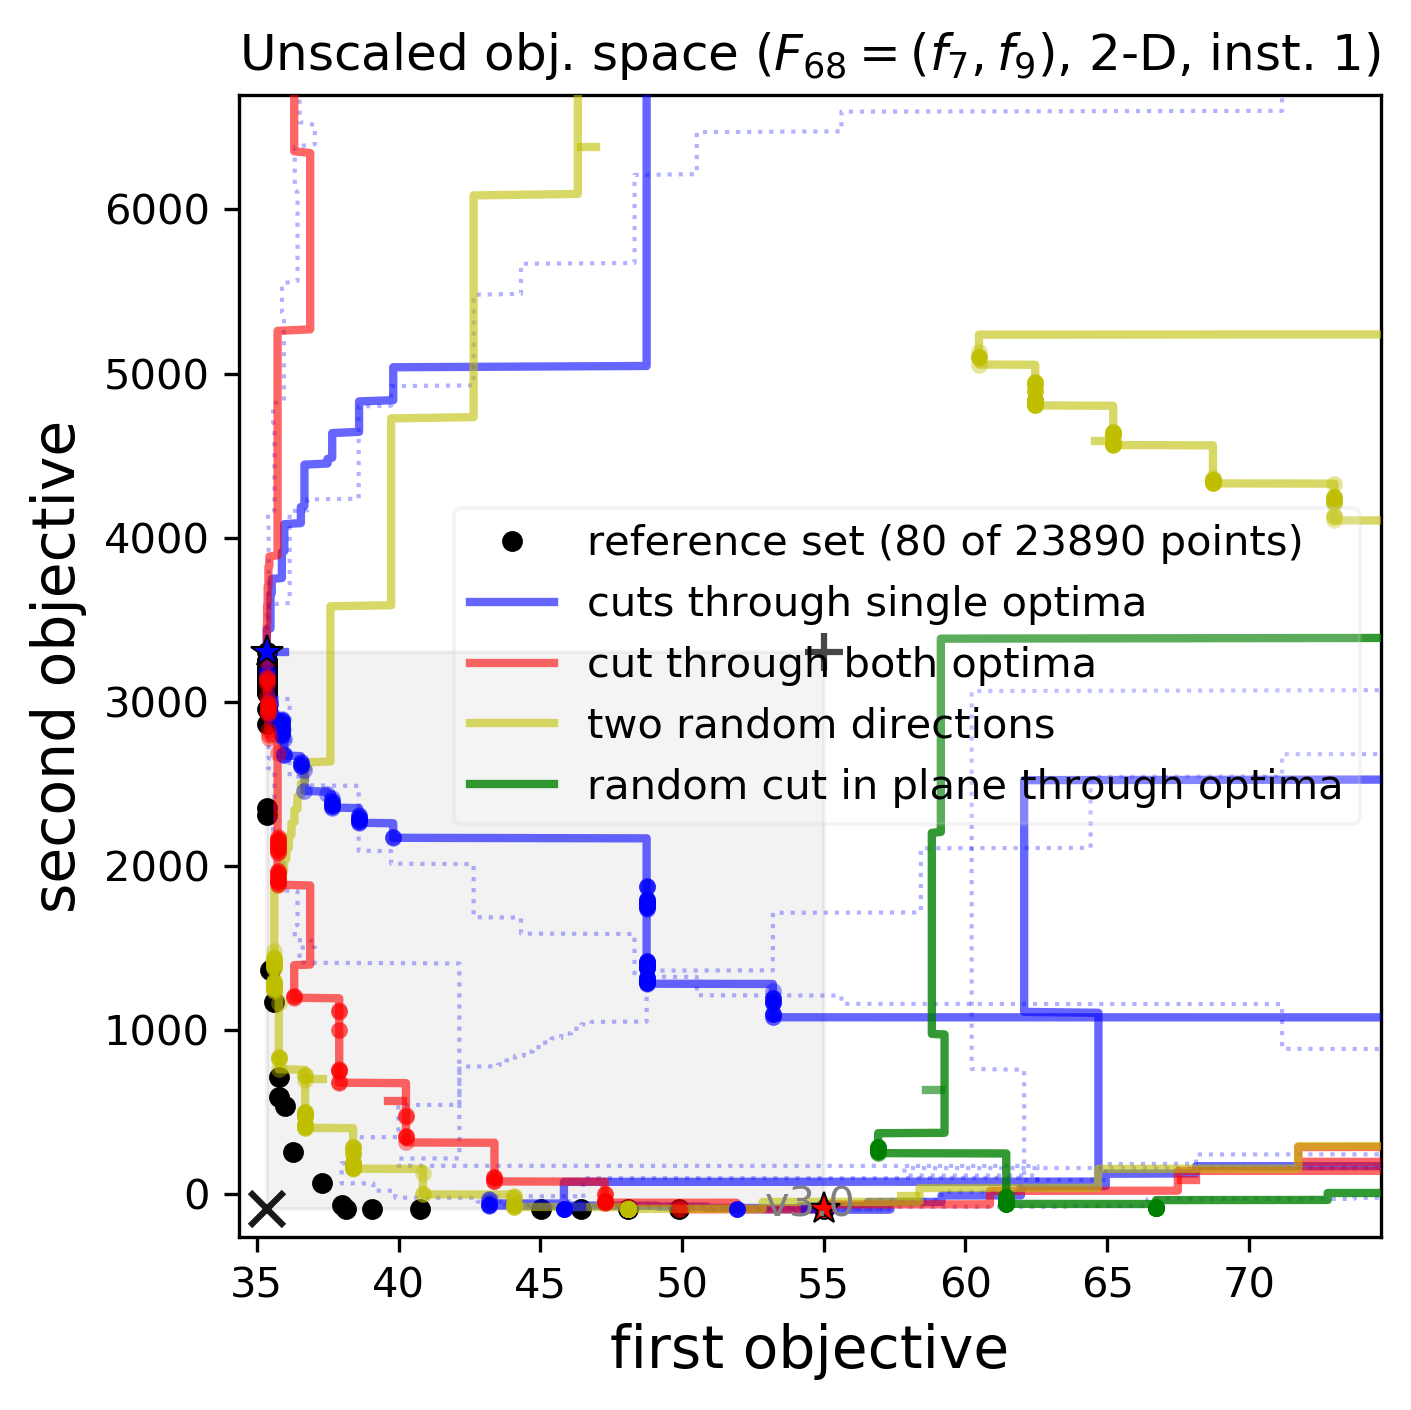 Unscaled obj. space (F68 = (f7, f9), 2-D, inst. 1)
6000
5000
4000
3000
2000
1000
0
second objective
reference set (80 of 23890 points)
cuts through single optima
cut through both optima
two random directions
random cut in plane through optima
v3.0
35 40 45 50 55 60 65 70
first objective